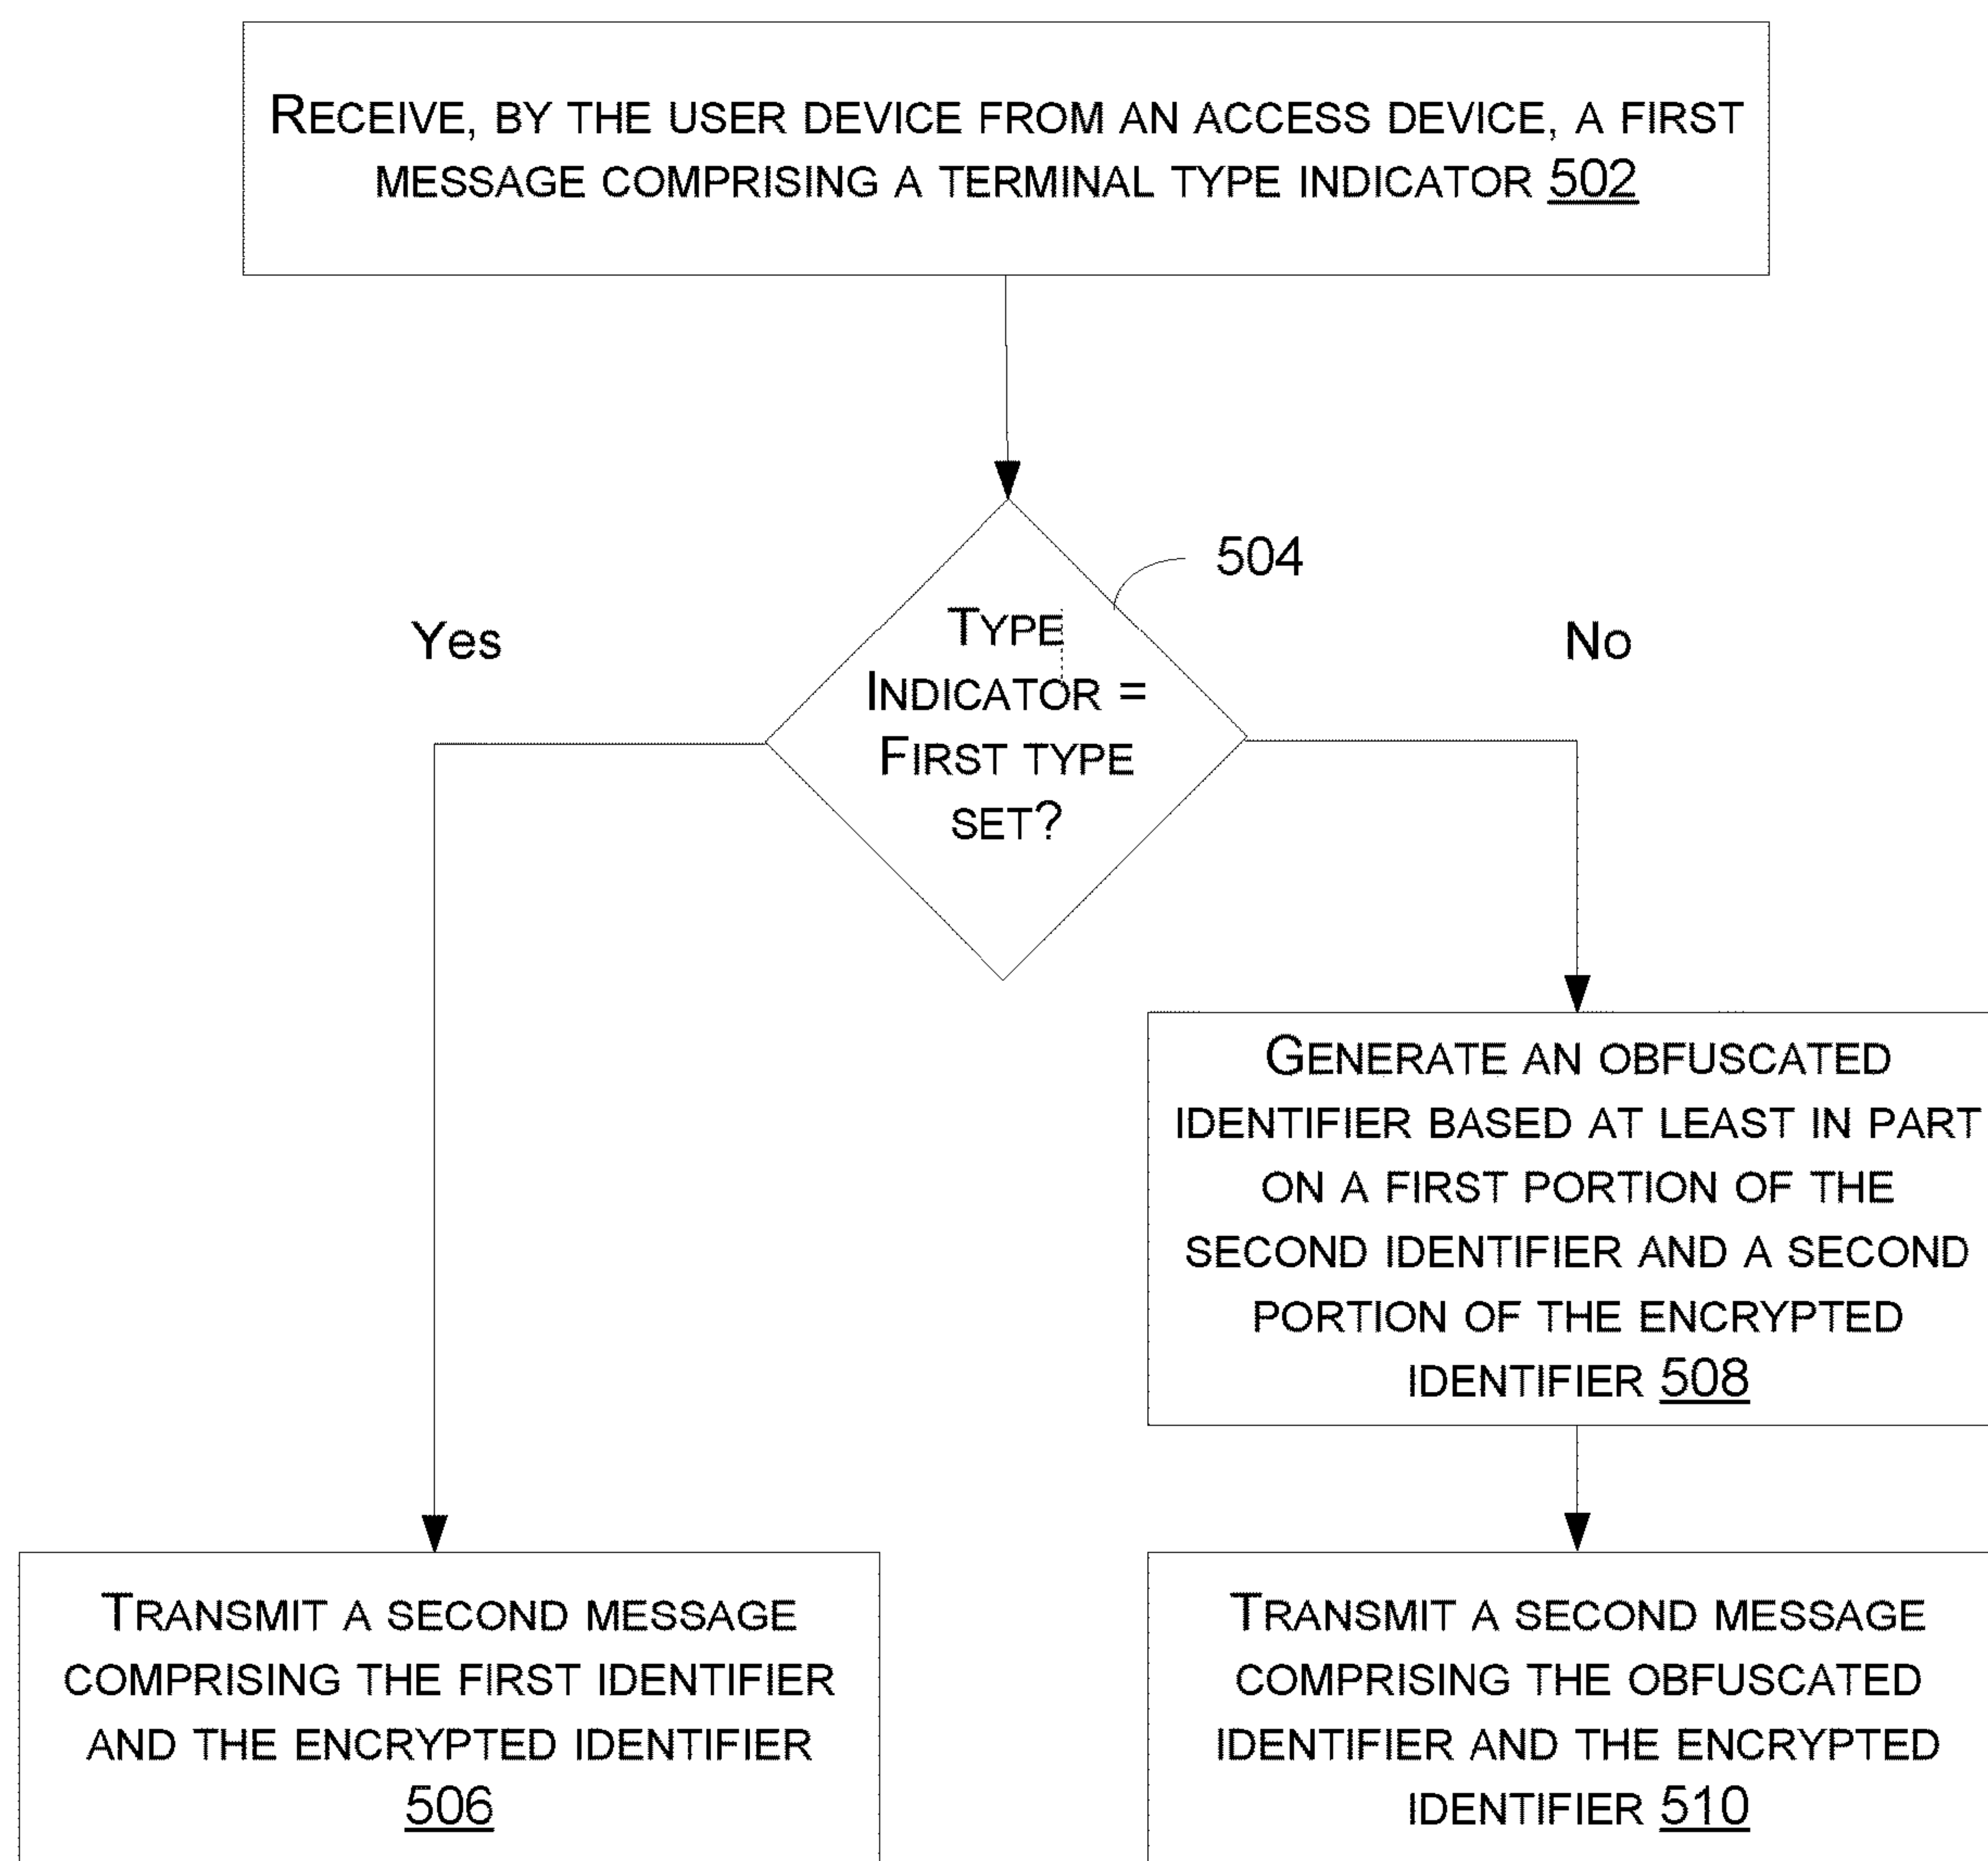 RECEIVE, BY THE USER DEVICE FROM AN ACCESS DEVICE, A FIRST
MESSAGE COMPRISING A TERMINAL TYPE INDICATOR 502
504
Yes
TYPE
INDICATOR =
FIRST TYPE
SET?
No
GENERATE AN OBFUSCATED
IDENTIFIER BASED AT LEAST IN PART
ON A FIRST PORTION OF THE
SECOND IDENTIFIER AND A SECOND
PORTION OF THE ENCRYPTED
IDENTIFIER 508
TRANSMIT A SECOND MESSAGE
COMPRISING THE FIRST IDENTIFIER
AND THE ENCRYPTED IDENTIFIER
506
TRANSMIT A SECOND MESSAGE
COMPRISING THE OBFUSCATED
IDENTIFIER AND THE ENCRYPTED
IDENTIFIER 510